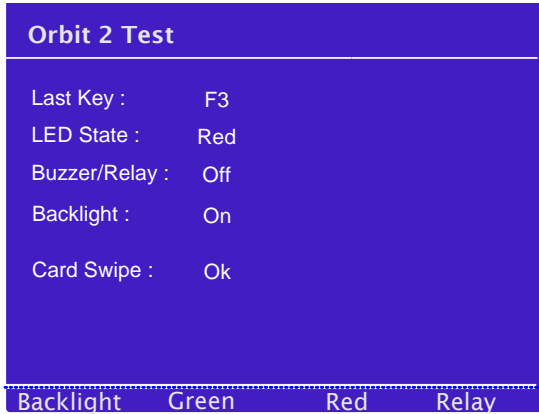 Orbit 2 Test
Last Key : F3
LED State : Red
Buzzer/Relay : Off
Backlight : On
Card Swipe : Ok
Backlight Green Red Relay